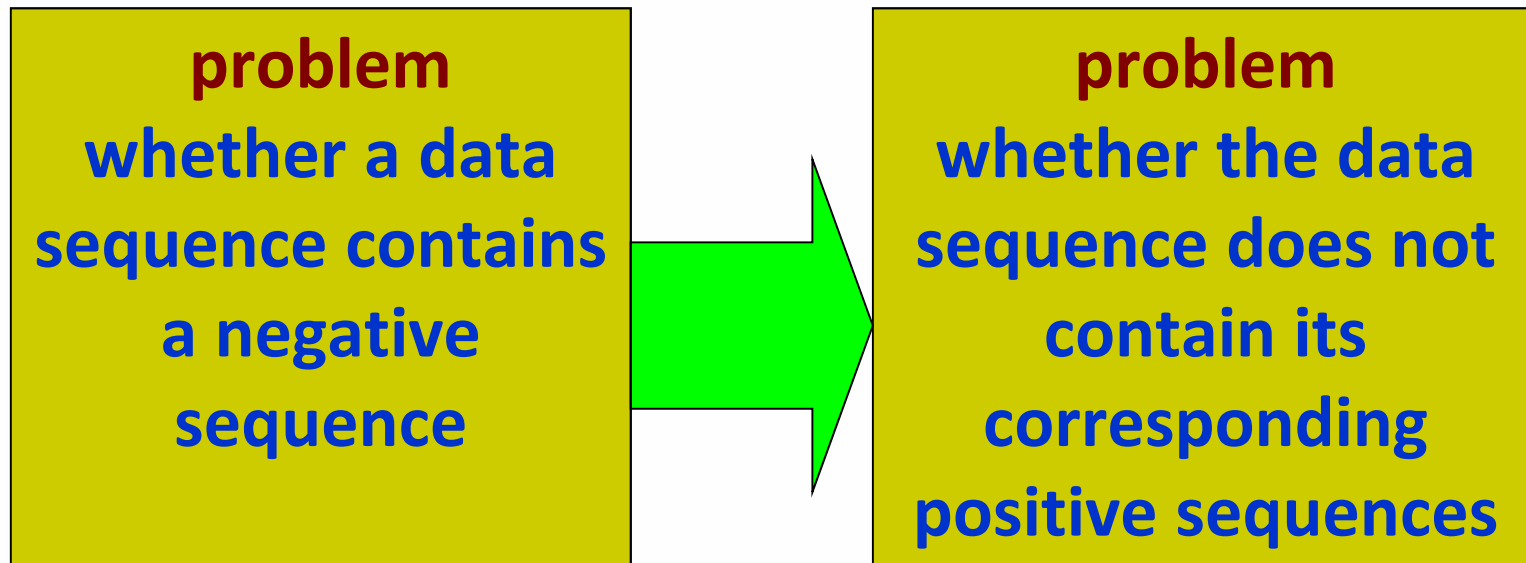 problem
whether a data
sequence contains
a negative
sequence
problem
whether the data
sequence does not
contain its
corresponding
positive sequences